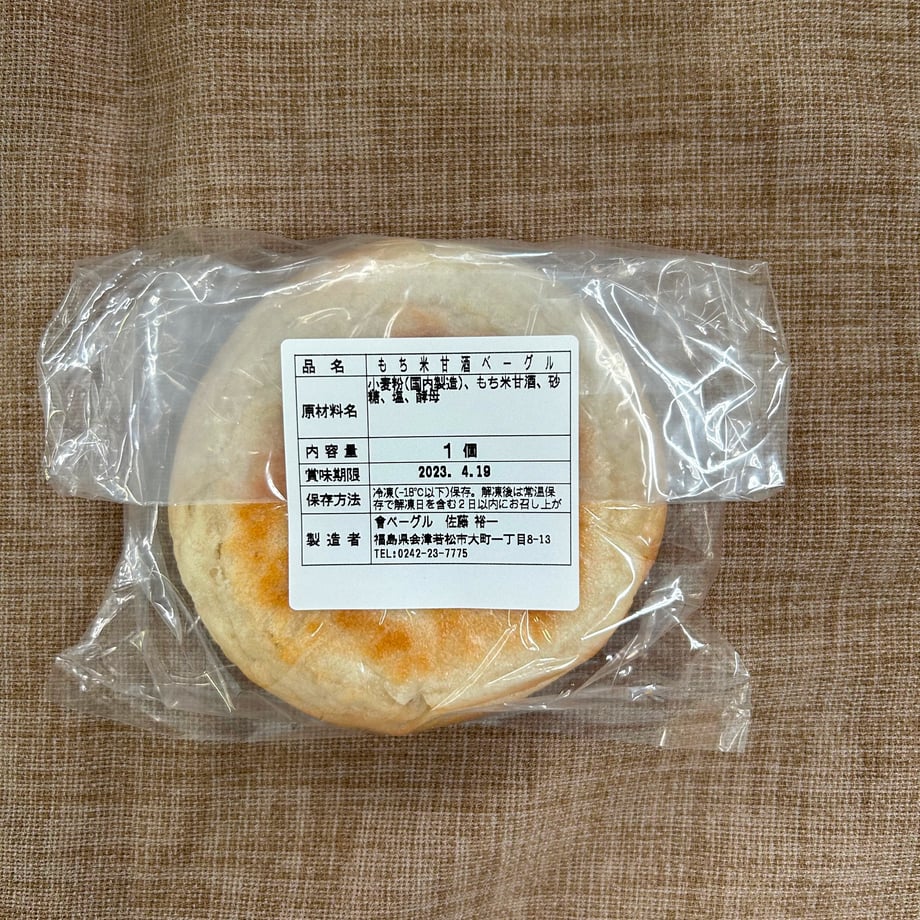 品名 もち米甘酒ベーグル
原材料名 小麦粉(国内製造)、もち米甘酒、砂
糖、塩、酵母
内容量 1個
賞味期限 2023. 4.19
保存方法 冷凍(-18℃以下)保存。解凍後は常温保
存で解凍日を含む2日以内にお召し上が
製造者 會ベーグル 佐藤 裕一
福島県会津若松市大町一丁目8-13
TEL:0242-23-7775